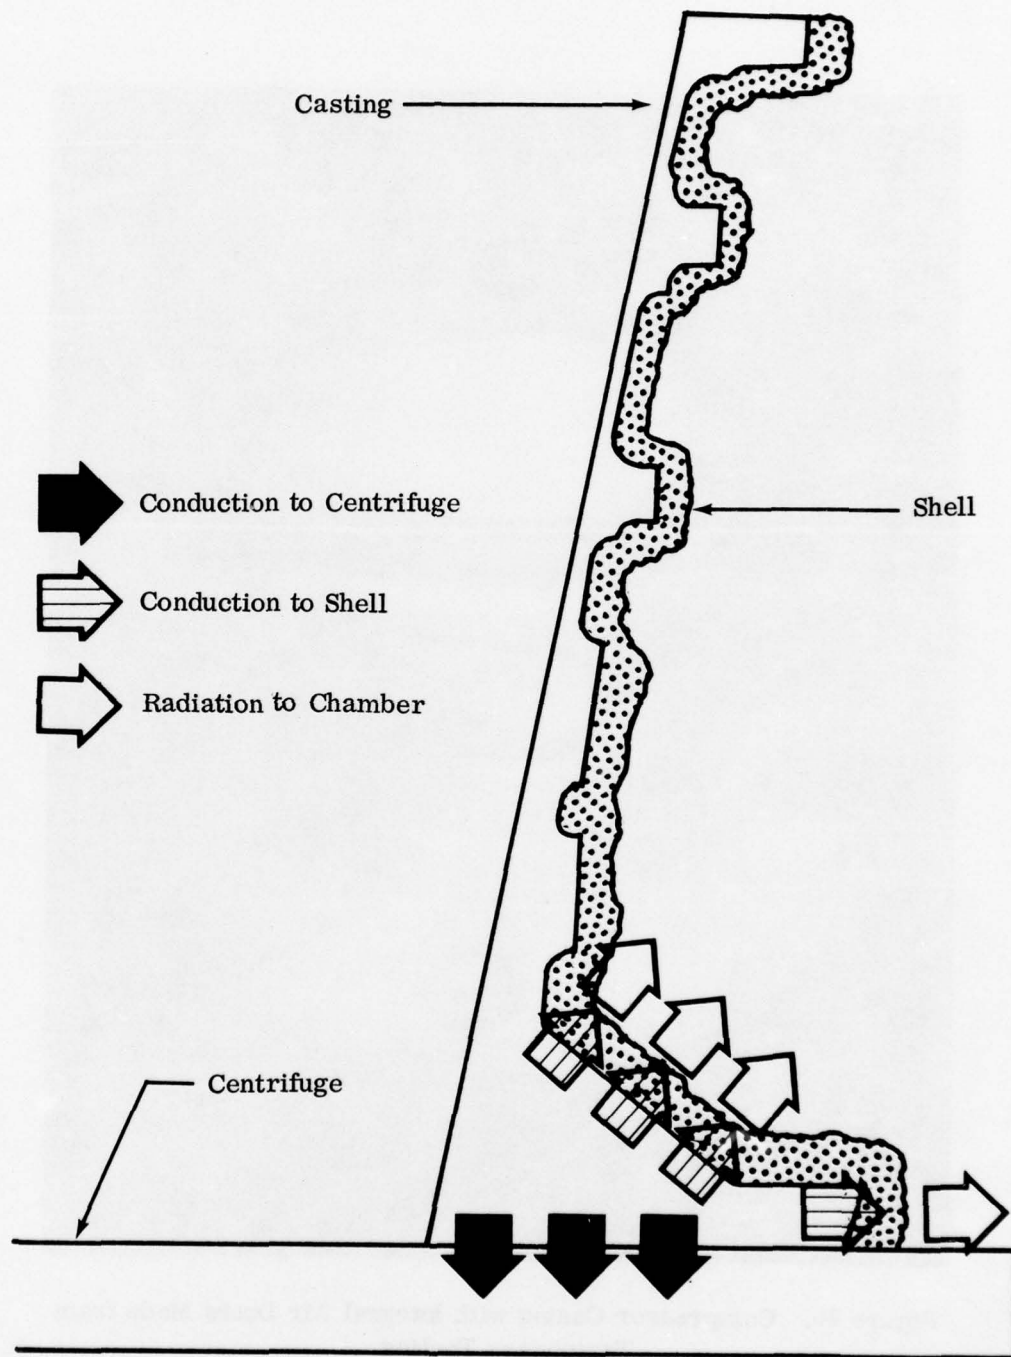 Casting
Conduction to Centrifuge
Shell
Conduction to Shell
Radiation to Chamber
Centrifuge